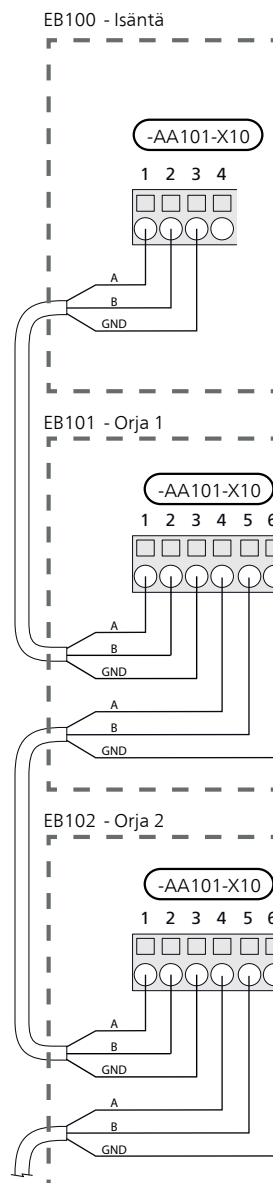 EB100 - Isäntä
-AA101-X10
1 2 3 4
A
B
GND
EB101 - Orja 1
-AA101-X10
1 2 3 4 5 6
A
B
GND
A
B
GND
EB102 - Orja 2
-AA101-X10
1 2 3 4 5 6
A
B
GND
A
B
GND